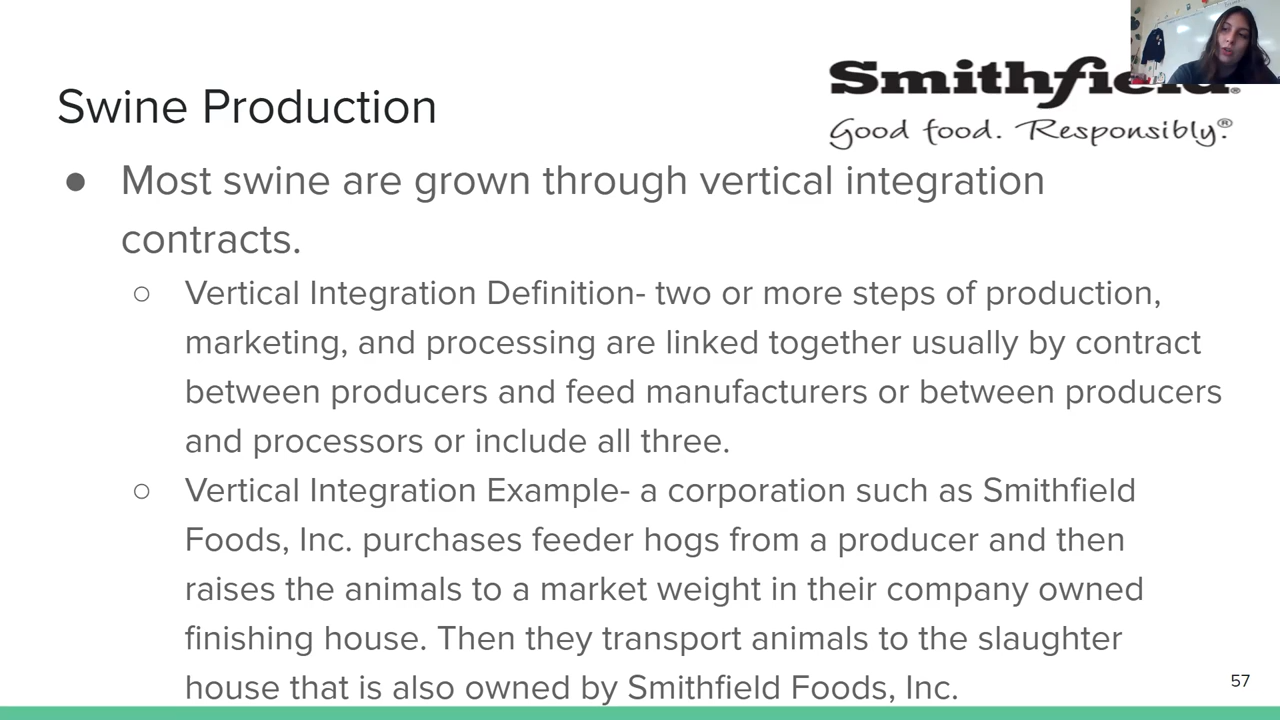 Smithfield®
Good food. Responsibly.®
Swine Production
● Most swine are grown through vertical integration
contracts.
○ Vertical Integration Definition- two or more steps of production,
marketing, and processing are linked together usually by contract
between producers and feed manufacturers or between producers
and processors or include all three.
○ Vertical Integration Example- a corporation such as Smithfield
Foods, Inc. purchases feeder hogs from a producer and then
raises the animals to a market weight in their company owned
finishing house. Then they transport animals to the slaughter
house that is also owned by Smithfield Foods, Inc.
57